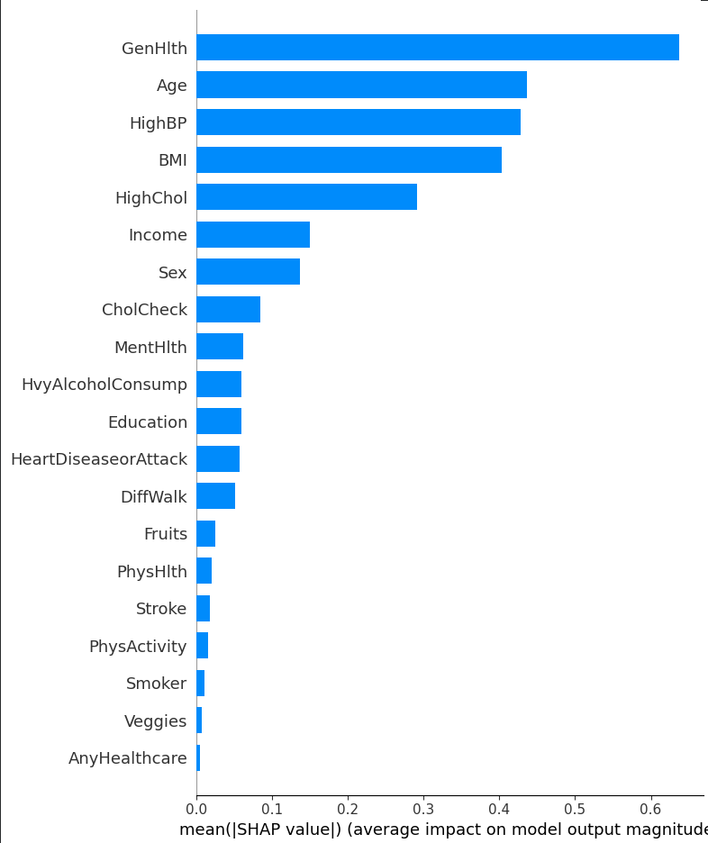 GenHlth
Age
HighBP
BMI
HighChol
Income
Sex
CholCheck
MentHlth
HvyAlcoholConsump
Education
HeartDiseaseorAttack
DiffWalk
Fruits
PhysHlth
Stroke
PhysActivity
Smoker
Veggies
AnyHealthcare
0.0 0.1 0.2 0.3 0.4 0.5 0.6
mean(|SHAP value|) (average impact on model output magnitude